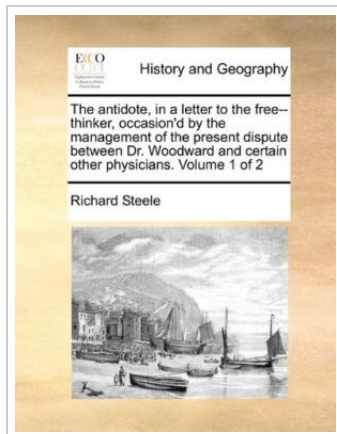 ECCO
History and Geography
The antidote, in a letter to the free--
thinker, occasion'd by the
management of the present dispute
between Dr. Woodward and certain
other physicians. Volume 1 of 2
Richard Steele